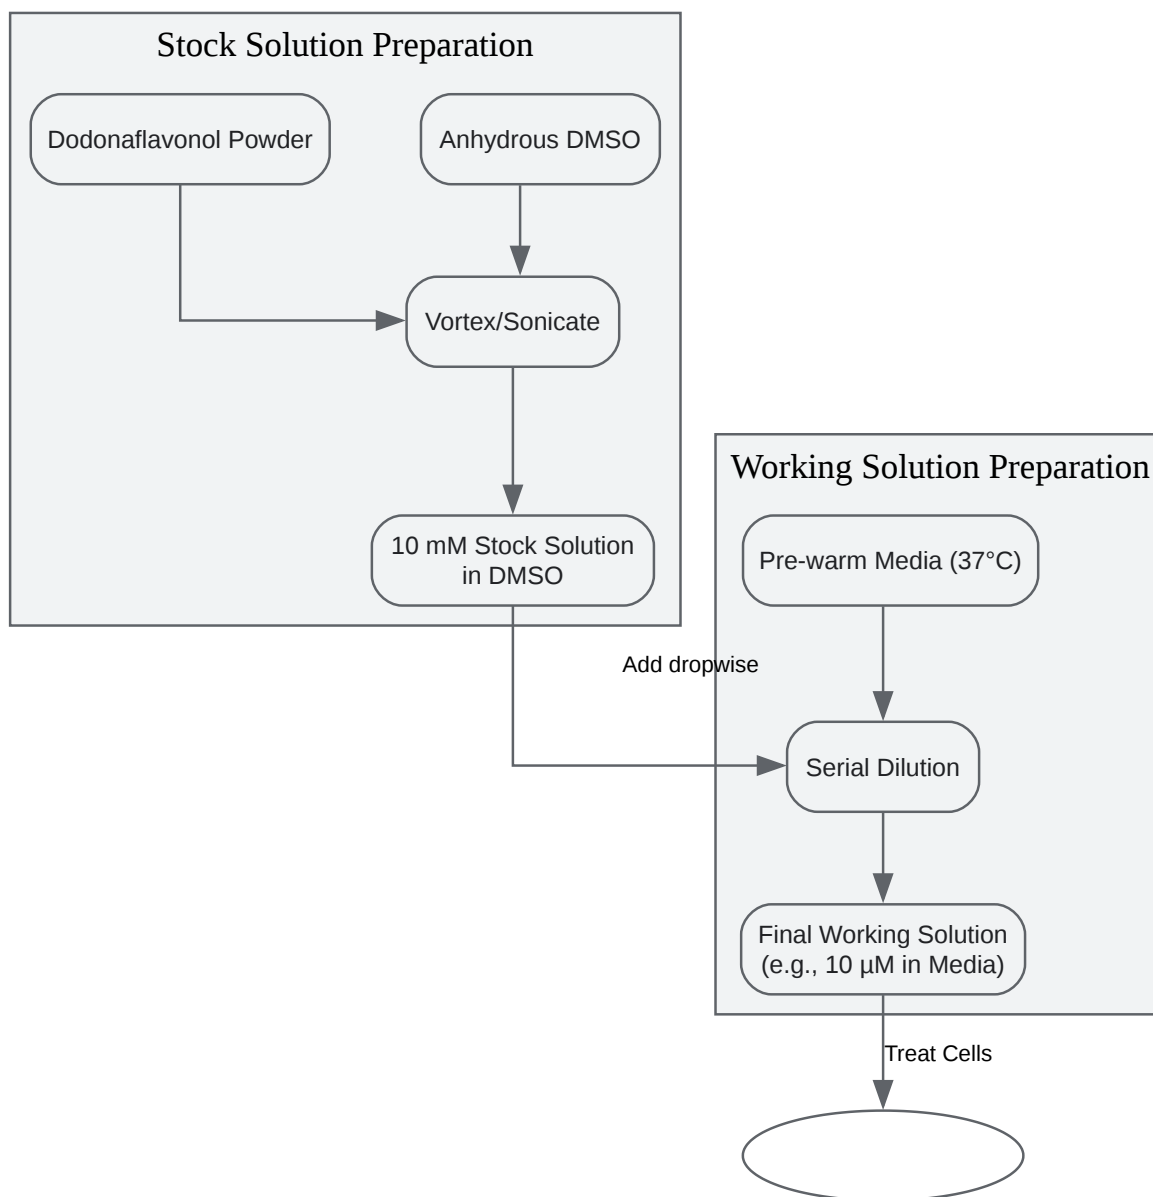 Stock Solution Preparation
Dodonaflavonol Powder
Anhydrous DMSO
Vortex/Sonicate
10 mM Stock Solution
in DMSO
Add dropwise
Working Solution Preparation
Pre-warm Media (37°C)
Serial Dilution
Final Working Solution
(e.g., 10 µM in Media)
Treat Cells